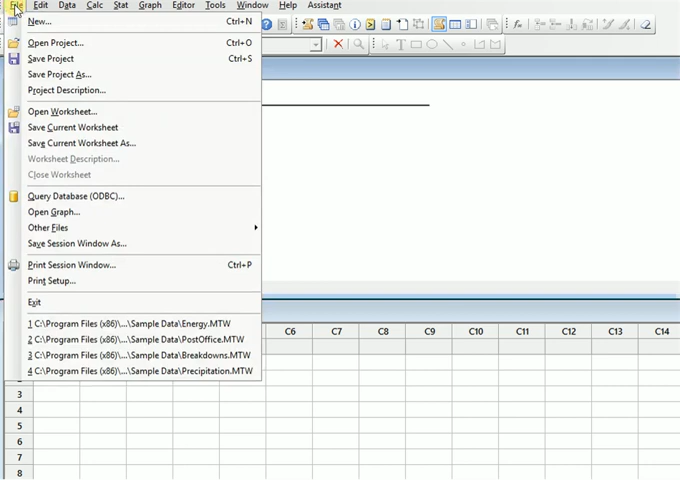 File Edit Data Calc Stat Graph Editor Tools Window Help Assistant
New... Ctrl+N
Open Project... Ctrl+O
Save Project Ctrl+S
Save Project As...
Project Description...
Open Worksheet...
Save Current Worksheet
Save Current Worksheet As...
Worksheet Description...
Close Worksheet
Query Database (ODBC)...
Open Graph...
Other Files
Save Session Window As...
Print Session Window... Ctrl+P
Print Setup...
Exit
1 C:\Program Files (x86)\...\Sample Data\Energy.MTW
2 C:\Program Files (x86)\...\Sample Data\PostOffice.MTW
3 C:\Program Files (x86)\...\Sample Data\Breakdowns.MTW
4 C:\Program Files (x86)\...\Sample Data\Precipitation.MTW
C6 C7 C8 C9 C10 C11 C12 C13 C14
3
4
5
6
7
8